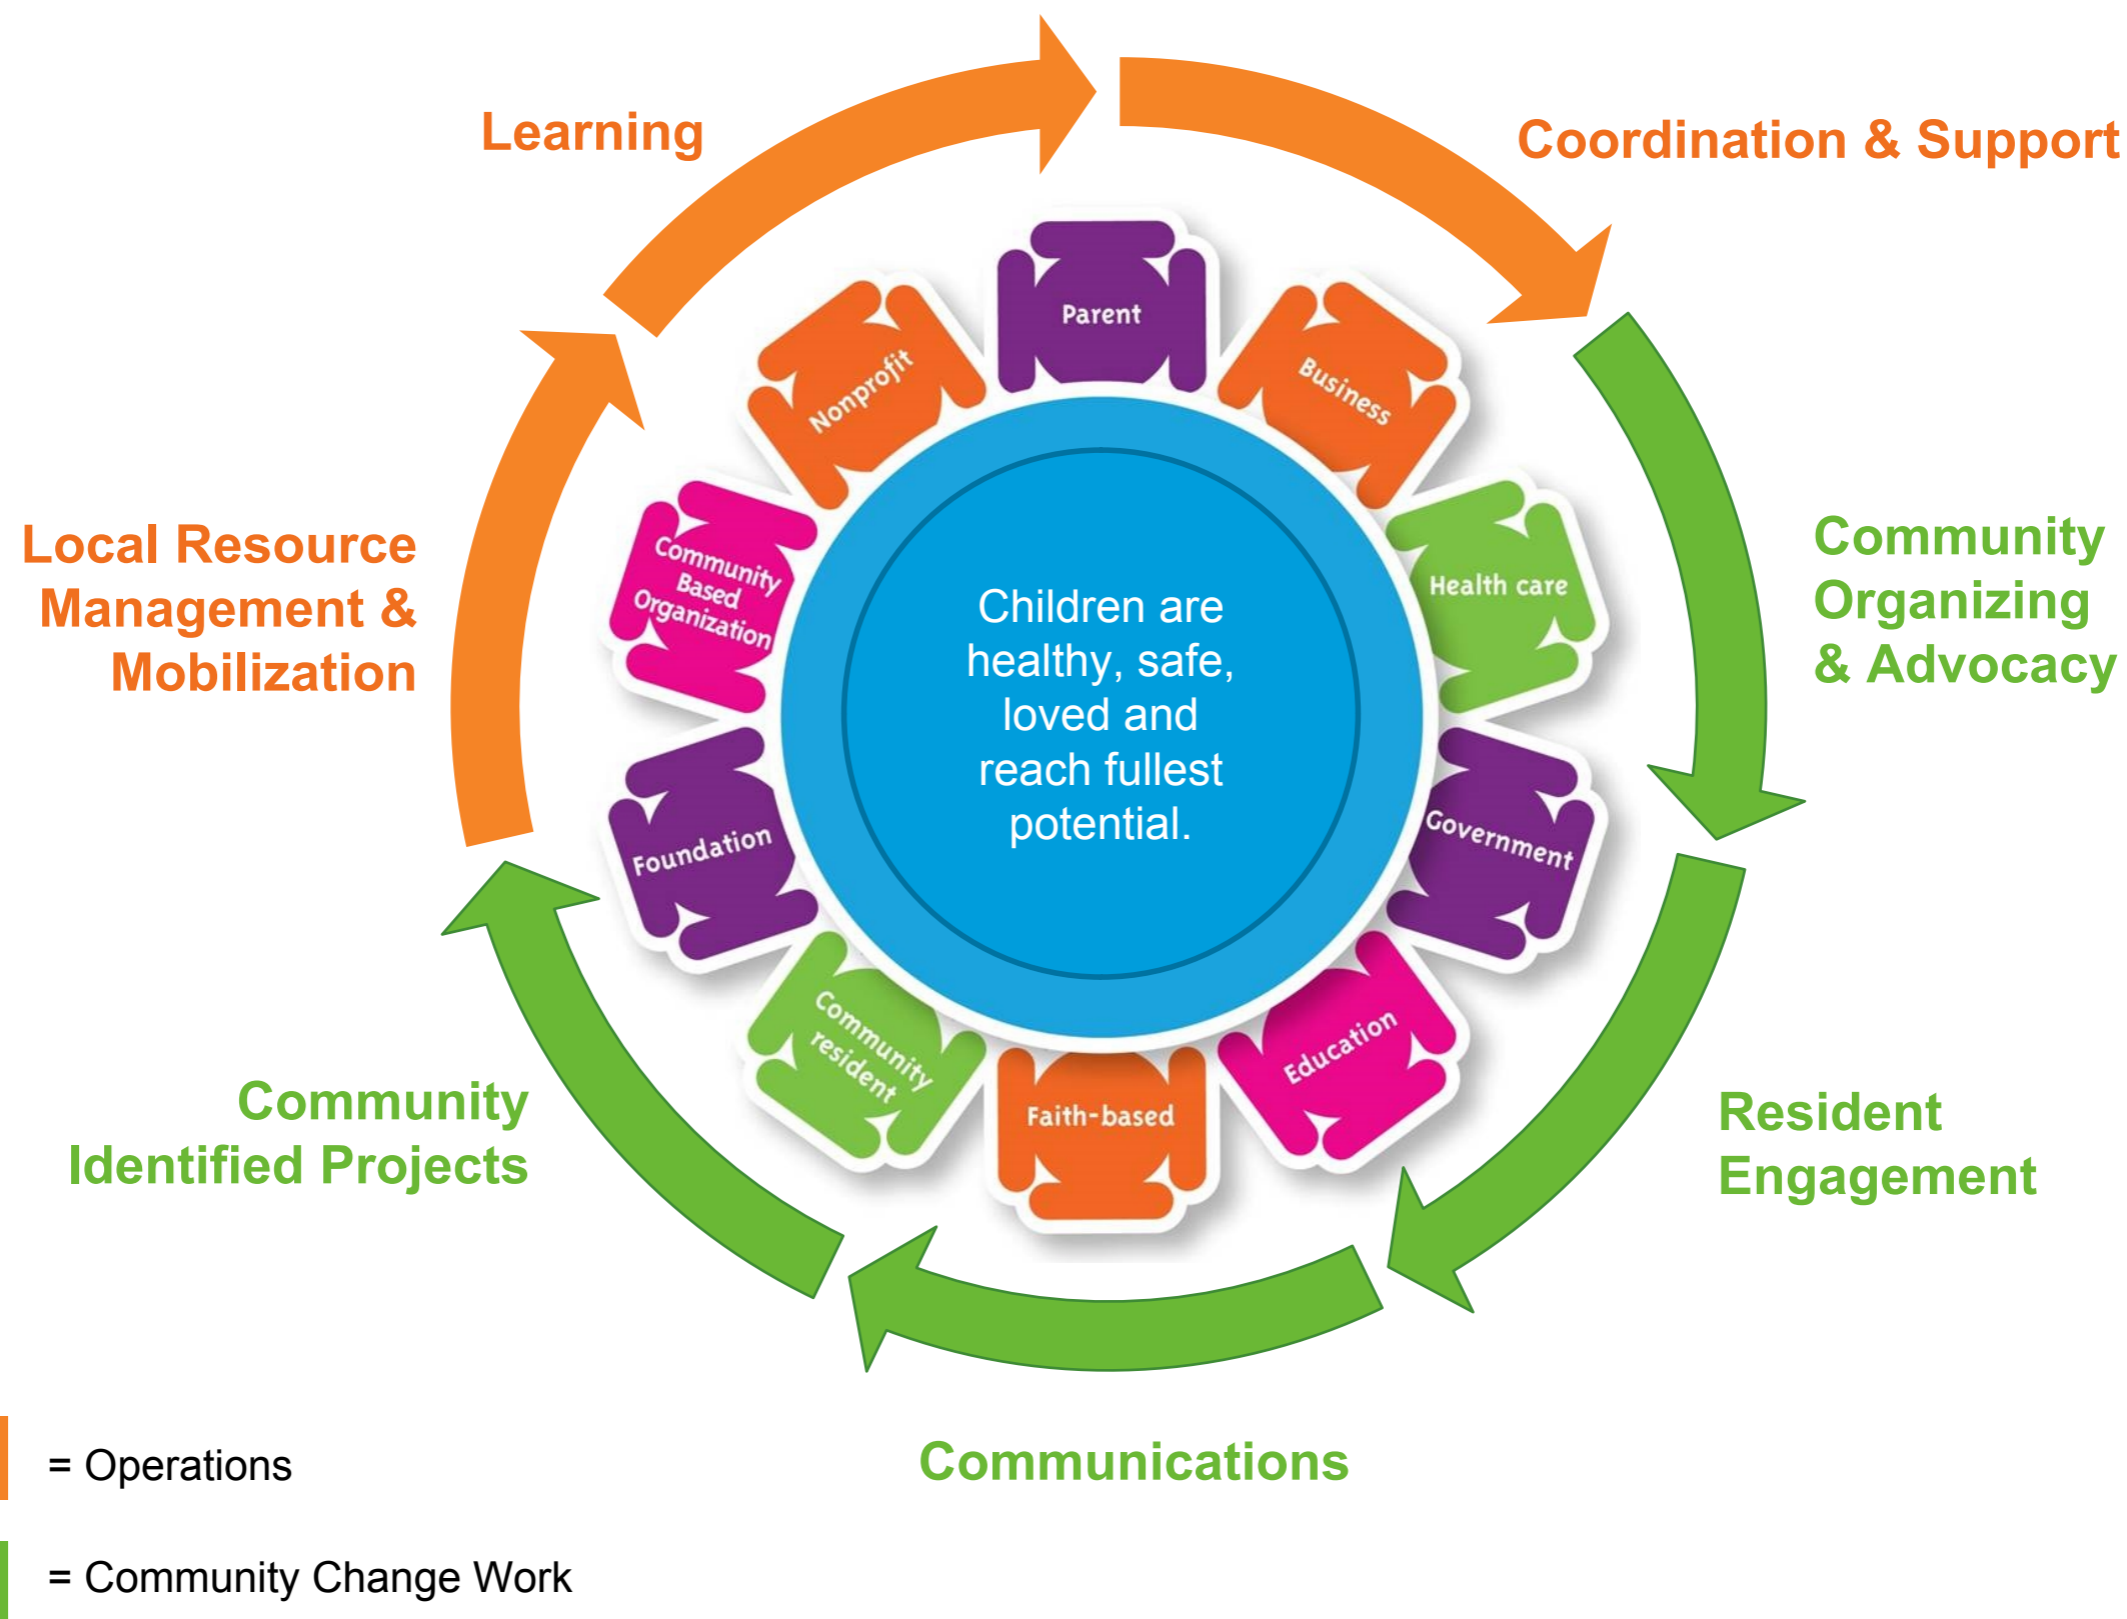 Learning
Coordination & Support
Parent
Nonprofit
Business
Local Resource
Management &
Mobilization
Community
Based
Organization
Children are
healthy, safe,
loved and
reach fullest
potential.
Health care
Community
Organizing
& Advocacy
Foundation
Government
Community
resident
Education
Faith-based
Community
Identified Projects
Resident
Engagement
Communications
= Operations
= Community Change Work